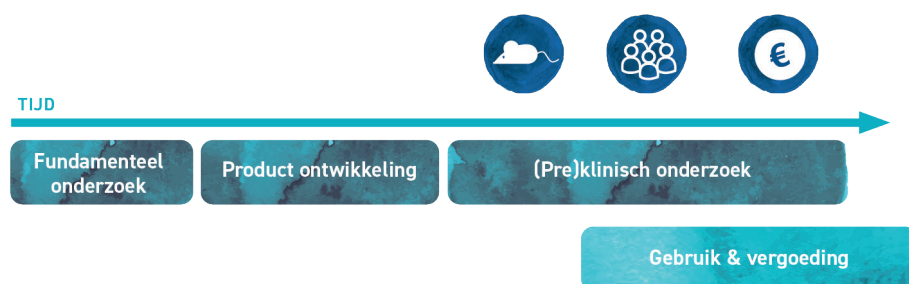 €
TIJD
Fundamenteel
onderzoek
Product ontwikkeling
(Pre)klinisch onderzoek
Gebruik & vergoeding